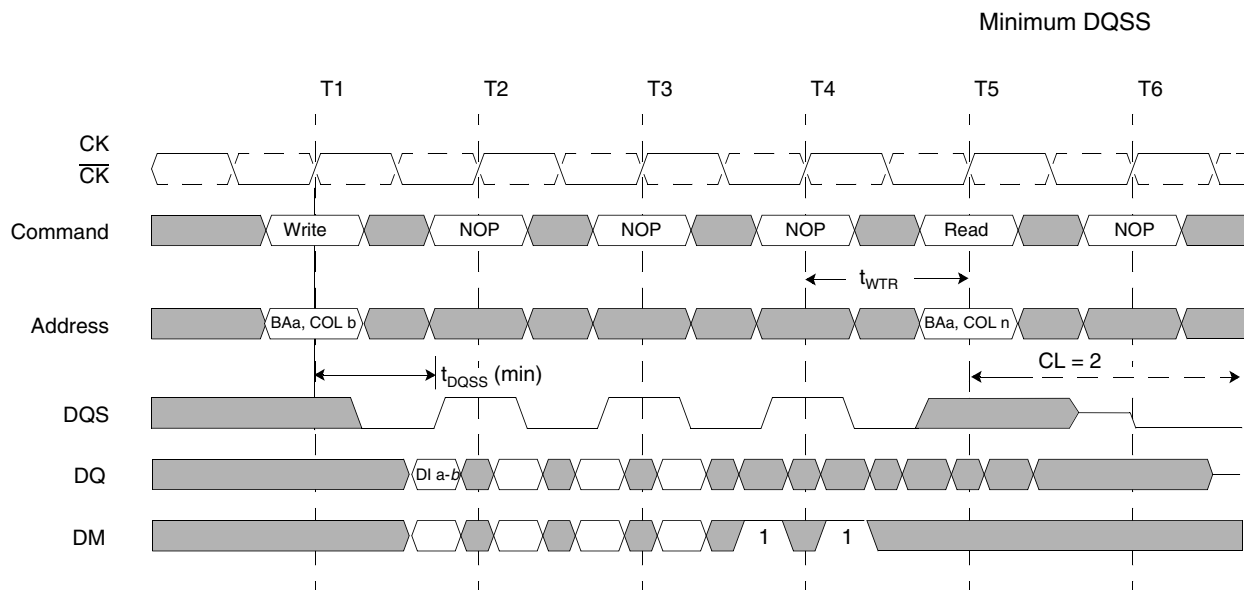 Minimum DQSS
T1 T2 T3 T4 T5 T6
CK
CK
Command Write NOP NOP NOP Read NOP
tWTR
Address BAa, COL b BAa, COL n
tDQSS (min) CL = 2
DQS
DQ DI a-b
DM 1 1